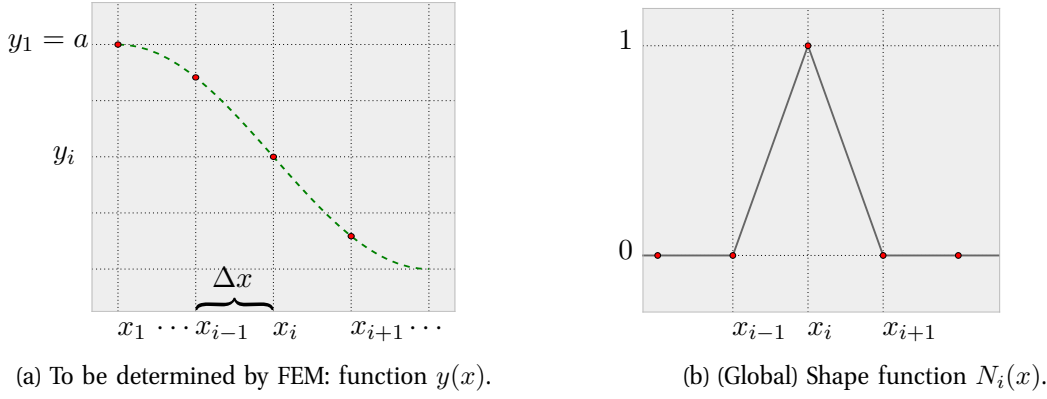 y₁ = a
yᵢ
Δx
x₁ ⋯ xᵢ₋₁ xᵢ xᵢ₊₁ ⋯
(a) To be determined by FEM: function y(x).
1
0
xᵢ₋₁ xᵢ xᵢ₊₁
(b) (Global) Shape function Nᵢ(x).